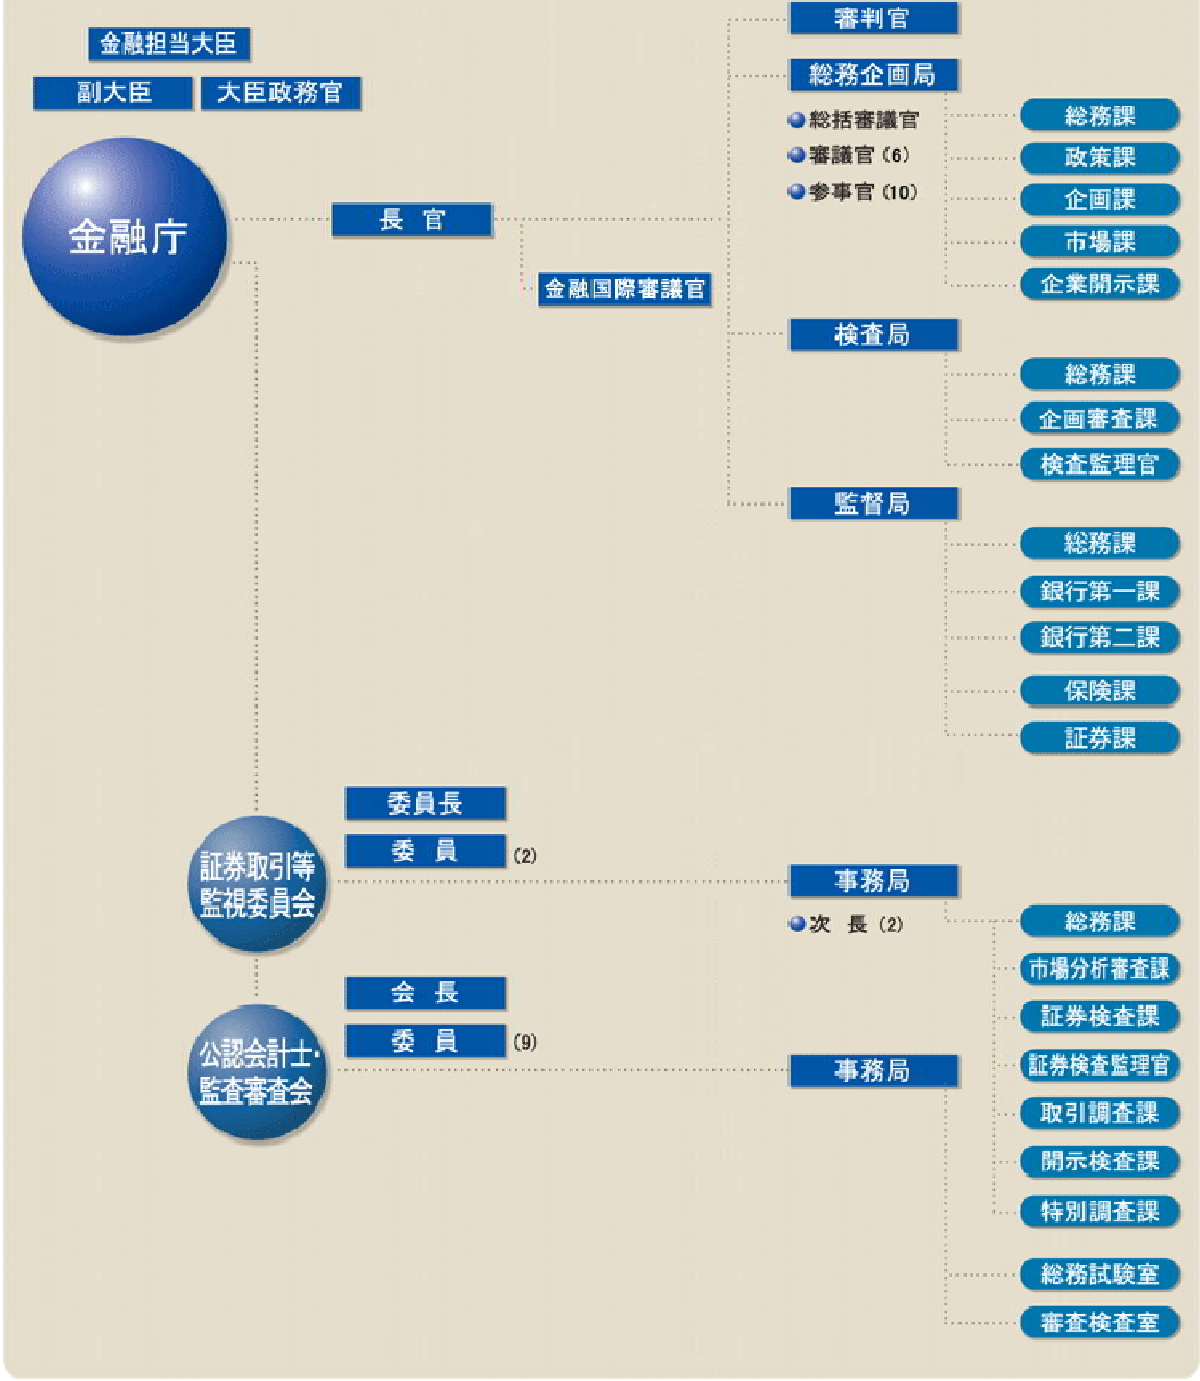 金融担当大臣
副大臣
大臣政務官
金融庁
長 官
金融国際審議官
審判官
総務企画局
総括審議官
審議官 (6)
参事官 (10)
総務課
政策課
企画課
市場課
企業開示課
検査局
総務課
企画審査課
検査監理官
監督局
総務課
銀行第一課
銀行第二課
保険課
証券課
証券取引等
監視委員会
委員長
委 員 (2)
事務局
次 長 (2)
総務課
市場分析審査課
証券検査課
証券検査監理官
取引調査課
開示検査課
特別調査課
公認会計士・
監査審査会
会 長
委 員 (9)
事務局
総務試験室
審査検査室